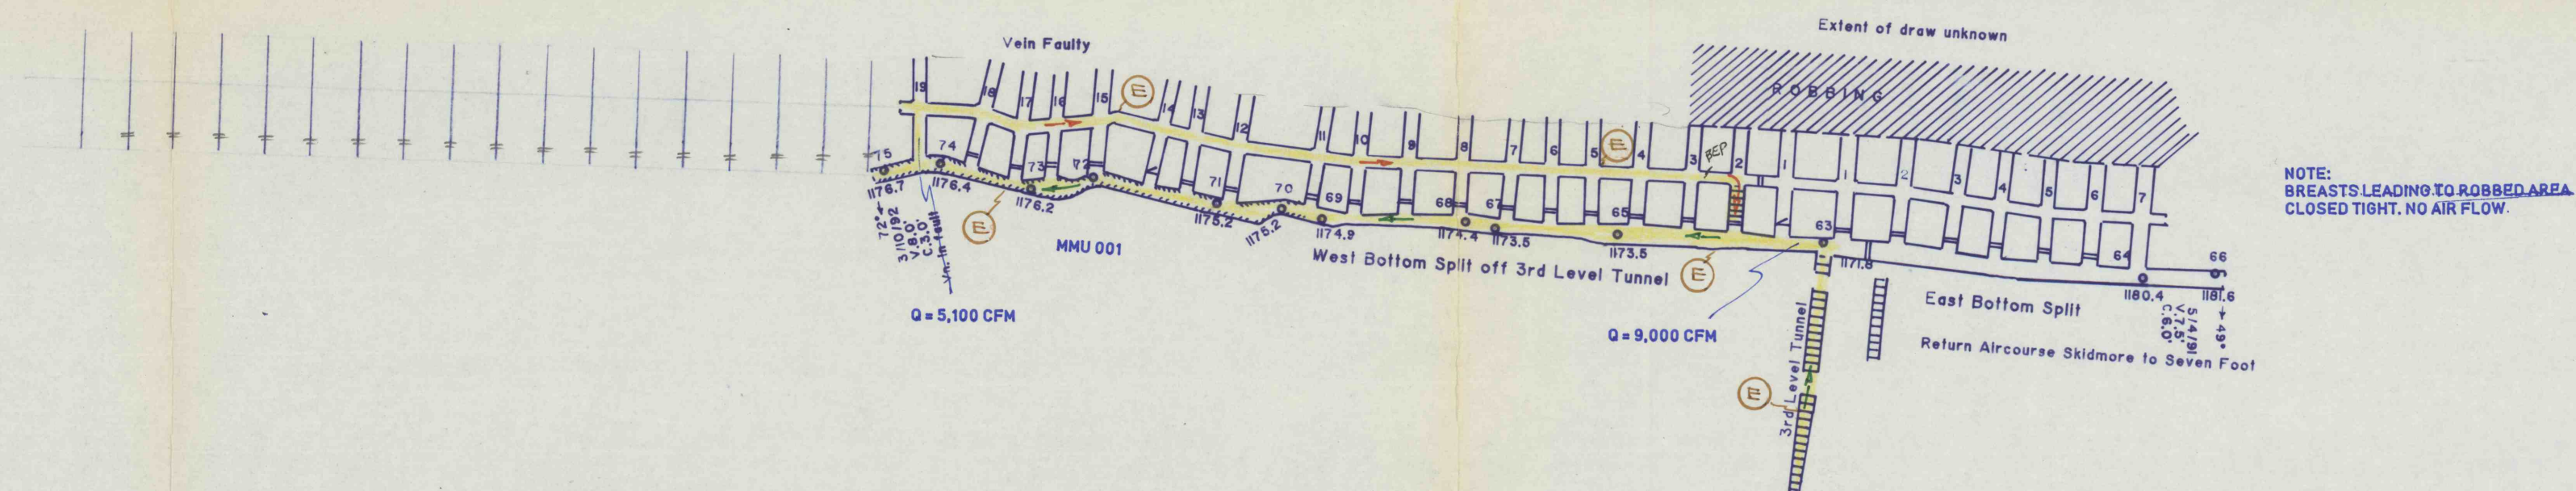 Extent of draw unknown
Vein Faulty
ROBBING
19
18
17
16
15
E
14
13
12
11
10
9
8
7
6
5
E
4
3
BEP
2
1
1
2
3
4
5
6
7
75
74
73
72
71
70
69
68
67
65
63
64
66
1176.7
1176.4
1176.2
1175.2
1175.2
1174.9
1174.4
1173.5
1173.5
1171.8
1180.4
1181.6
72°
3/10/92
V.8.0'
C.3.0'
Vn. in fault
E
MMU 001
Q = 5,100 CFM
West Bottom Split off 3rd Level Tunnel
E
Q = 9,000 CFM
3rd Level Tunnel
E
East Bottom Split
Return Aircourse Skidmore to Seven Foot
49°
5/4/91
V.7.5'
C.6.0'
NOTE:
BREASTS LEADING TO ROBBED AREA
CLOSED TIGHT. NO AIR FLOW.